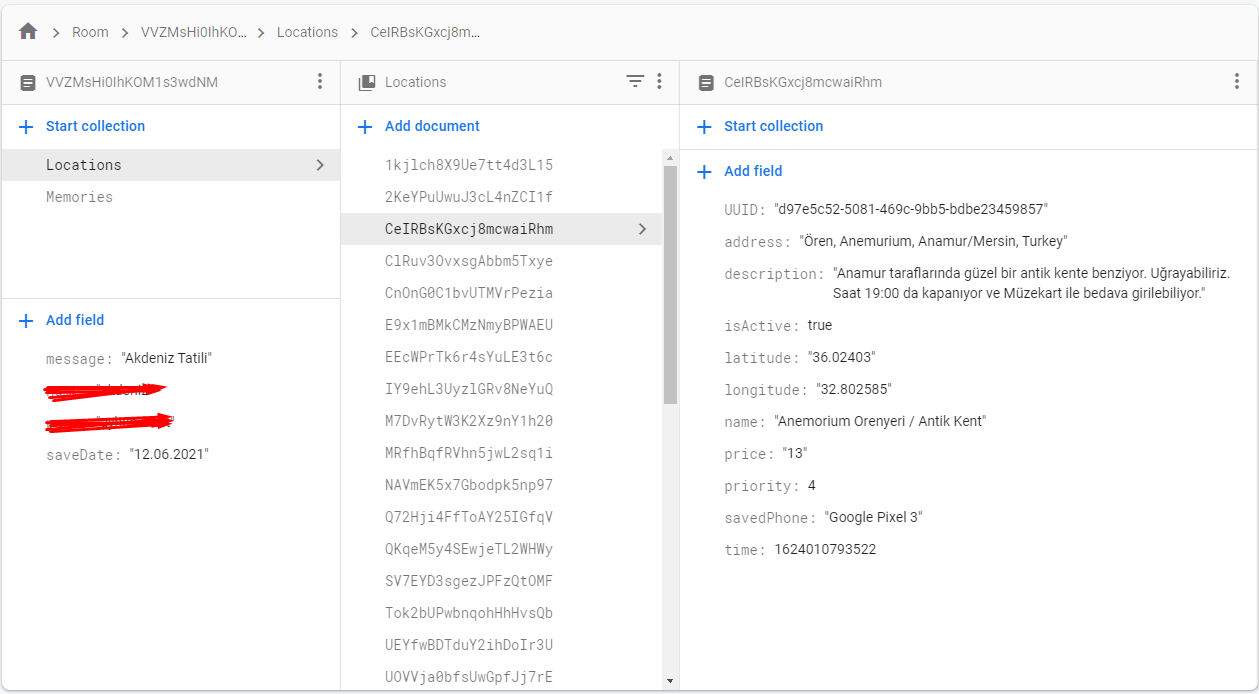 Room
VVZMsHi0IhKO...
Locations
CeIRBsKGxcj8m...
VVZMsHi0IhKOM1s3wdNM
Start collection
Locations
Memories
Add field
message: "Akdeniz Tatili"
saveDate: "12.06.2021"
Locations
Add document
1kjlch8X9Ue7tt4d3L15
2KeYPuUwuJ3cL4nZCI1f
CeIRBsKGxcj8mcwaiRhm
ClRuv3OvxsgAbbm5Txye
CnOnG0C1bvUTMVrPezia
E9x1mBMkCMzNmyBPWAEU
EEcWPrTk6r4sYuLE3t6c
IY9ehL3UyzlGRv8NeYuQ
M7DvRytW3K2Xz9nY1h20
MRfhBqfRVhn5jwL2sq1i
NAVmEK5x7Gbodpk5np97
Q72Hji4FfToAY25IGfqV
QKqeM5y4SEwjeTL2WHWy
SV7EYD3sgezJPFzQtOMF
Tok2bUPwbnqohHhHvsQb
UEYfwBDTduY2ihDoIr3U
UOVVja0bfsUwGpfJj7rE
CeIRBsKGxcj8mcwaiRhm
Start collection
Add field
UUID: "d97e5c52-5081-469c-9bb5-bdbe23459857"
address: "Ören, Anemurium, Anamur/Mersin, Turkey"
description: "Anamur taraflarında güzel bir antik kente benziyor. Uğrayabiliriz.
Saat 19:00 da kapanıyor ve Müzekart ile bedava girilebiliyor."
isActive: true
latitude: "36.02403"
longitude: "32.802585"
name: "Anemorium Orenyeri / Antik Kent"
price: "13"
priority: 4
savedPhone: "Google Pixel 3"
time: 1624010793522